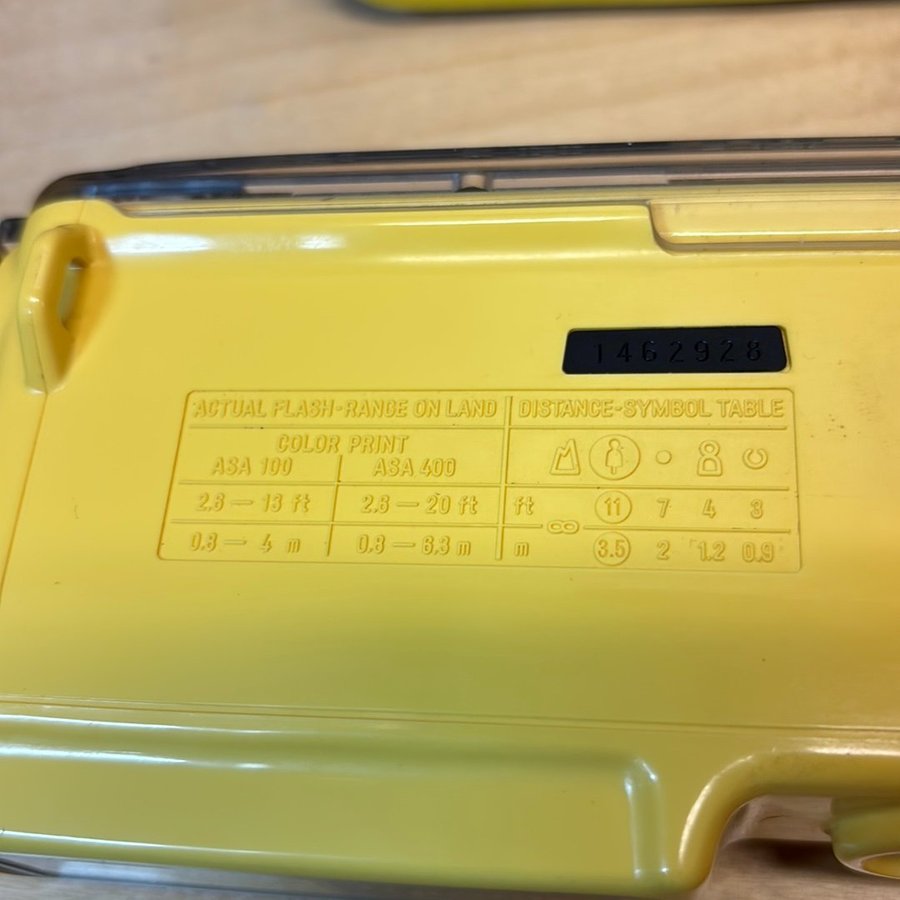 1462928
ACTUAL FLASH-RANGE ON LAND
COLOR PRINT
ASA 100 ASA 400
2.6 — 13 ft 2.6 — 20 ft
0.8 — 4 m 0.8 — 6.3 m
DISTANCE-SYMBOL TABLE
ft ∞ 11 7 4 3
m 3.5 2 1.2 0.9